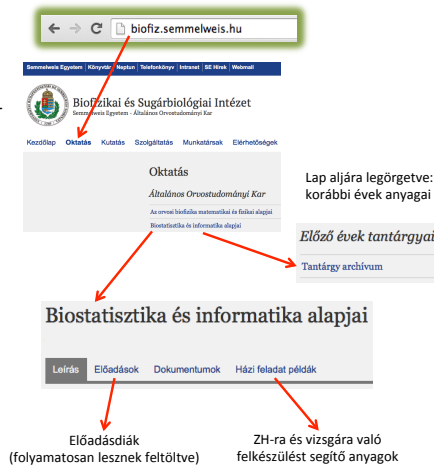 biofiz.semmelweis.hu
Semmelweis Egyetem | Könyvtár | Neptun | Telefonkönyv | Intranet | SE Hírek | Webmail
Biofizikai és Sugárbiológiai Intézet
Semmelweis Egyetem - Általános Orvostudományi Kar
Kezdőlap Oktatás Kutatás Szolgáltatás Munkatársak Elérhetőségek
Oktatás
Általános Orvostudományi Kar
Az orvosi biofizika matematikai és fizikai alapjai
Biostatisztika és informatika alapjai
Lap aljára legörgetve:
korábbi évek anyagai
Előző évek tantárgyai
Tantárgy archívum
Biostatisztika és informatika alapjai
Leírás Előadások Dokumentumok Házi feladat példák
Előadásdiák
(folyamatosan lesznek feltöltve)
ZH-ra és vizsgára való
felkészülést segítő anyagok